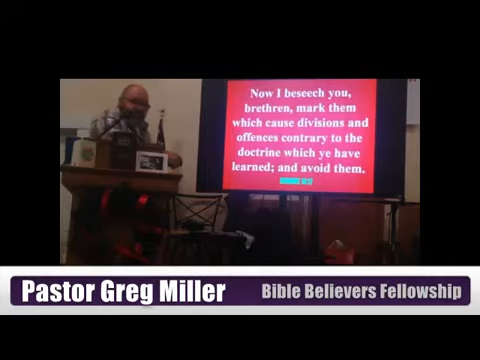 Now I beseech you,
brethren, mark them
which cause divisions and
offences contrary to the
doctrine which ye have
learned; and avoid them.
Pastor Greg Miller
Bible Believers Fellowship